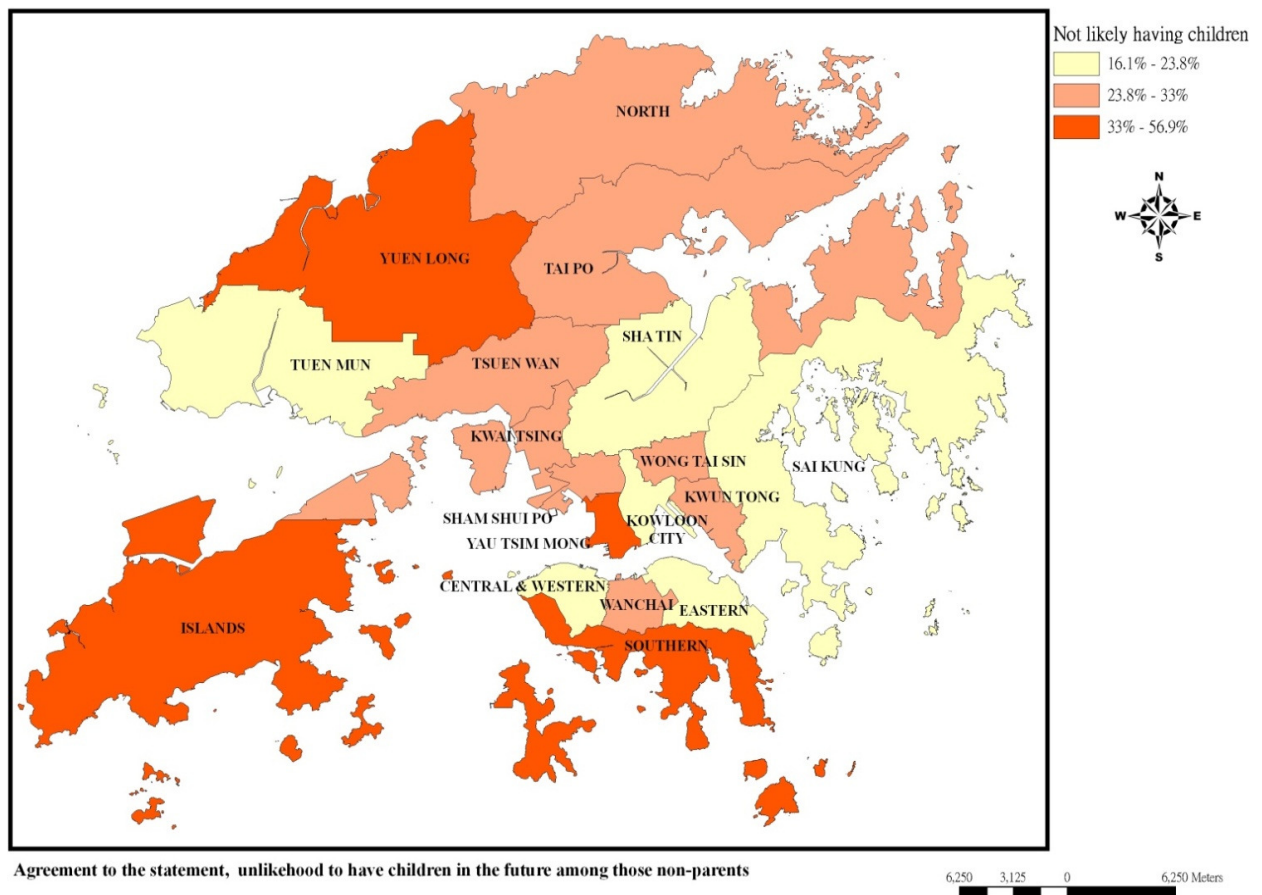 Not likely having children
16.1% - 23.8%
23.8% - 33%
33% - 56.9%
N
W E
S
NORTH
YUEN LONG
TAI PO
SHA TIN
TUEN MUN
TSUEN WAN
KWAI TSING
WONG TAI SIN
SAI KUNG
KWUN TONG
SHAM SHUI PO
KOWLOON
CITY
YAU TSIM MONG
CENTRAL & WESTERN
WANCHAI
EASTERN
ISLANDS
SOUTHERN
Agreement to the statement, unlikehood to have children in the future among those non-parents
6,250 3,125 0 6,250 Meters